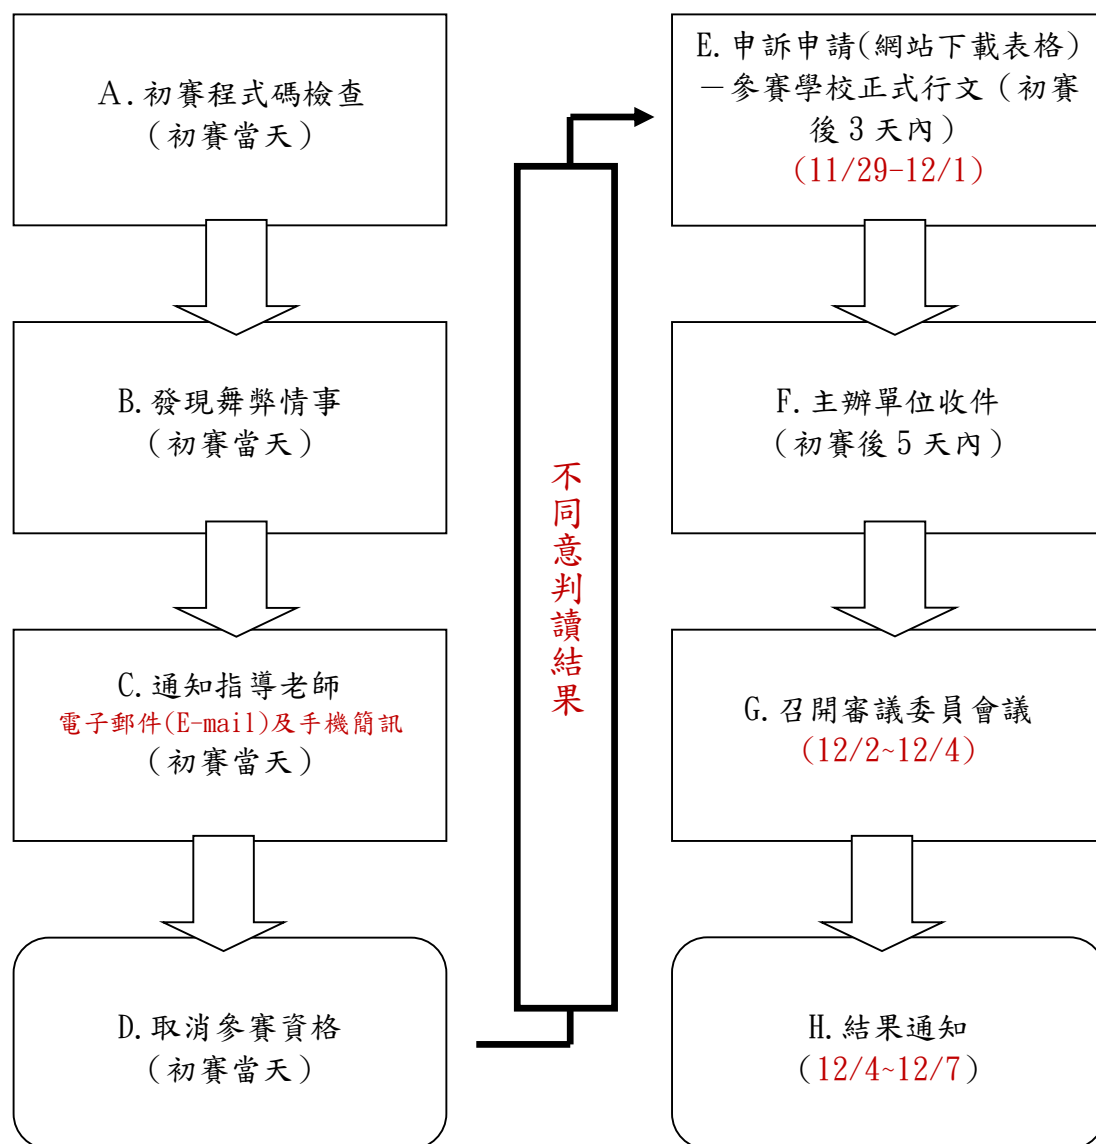 A.初賽程式碼檢查
（初賽當天）
B.發現舞弊情事
（初賽當天）
C.通知指導老師
電子郵件(E-mail)及手機簡訊
（初賽當天）
D.取消參賽資格
（初賽當天）
不同意判讀結果
E.申訴申請(網站下載表格)
－參賽學校正式行文（初賽
後 3 天內）
(11/29-12/1)
F.主辦單位收件
（初賽後 5 天內）
G.召開審議委員會議
(12/2~12/4)
H.結果通知
（12/4~12/7）